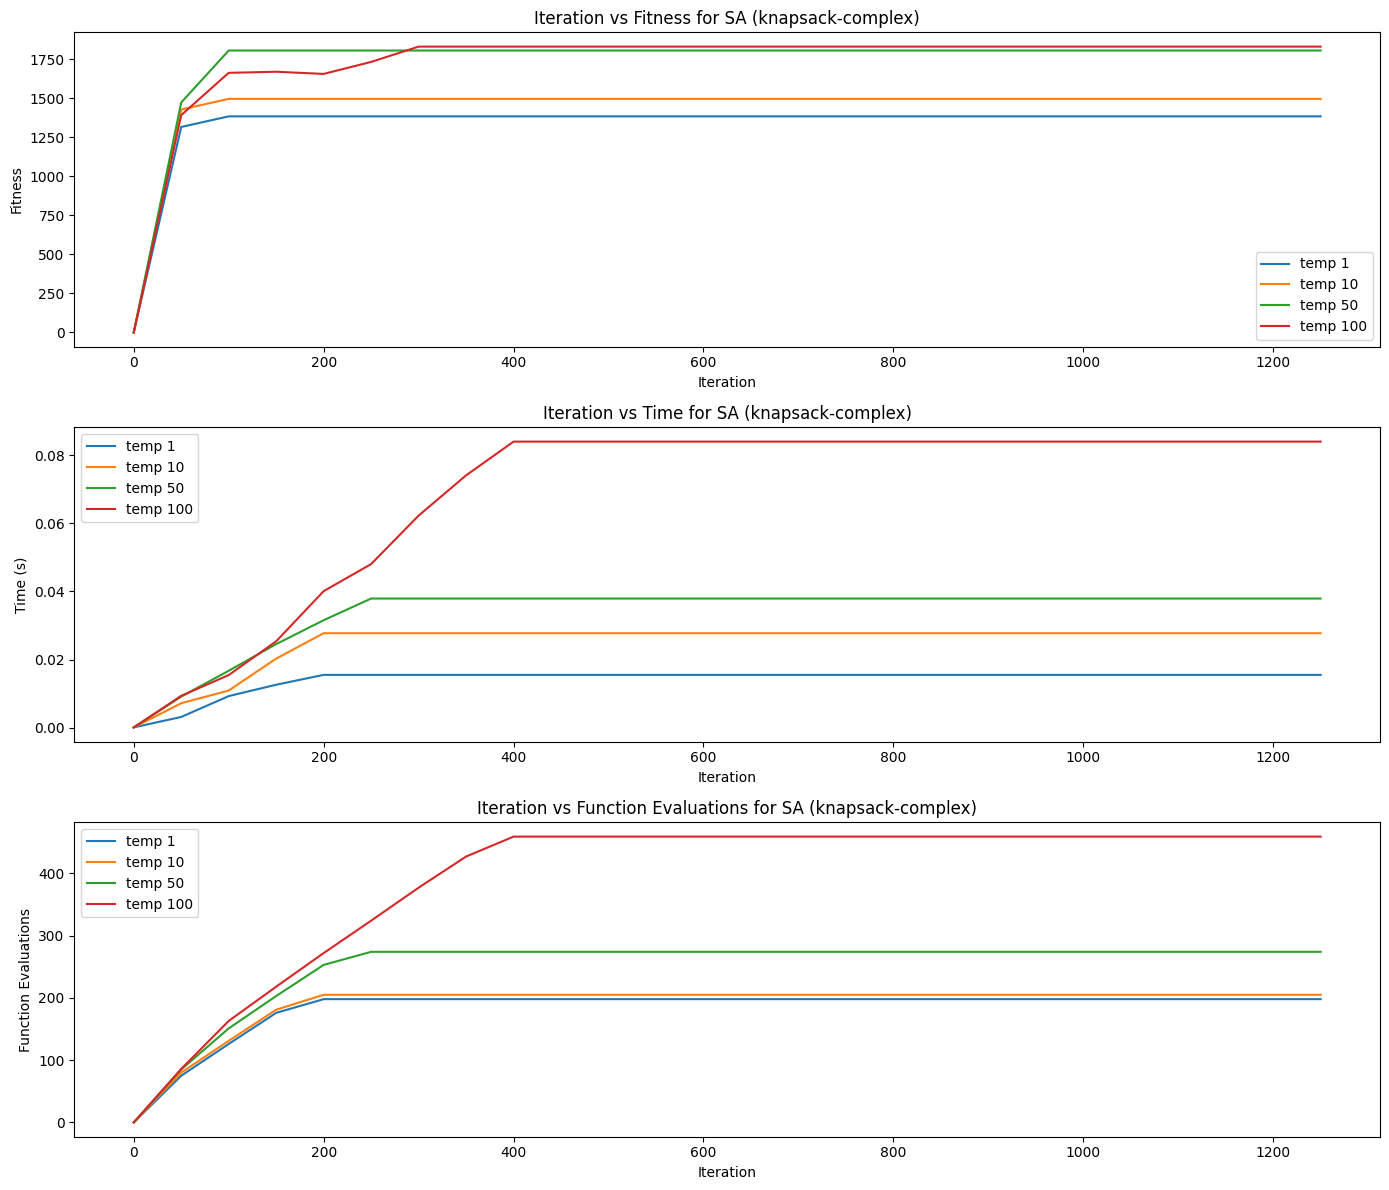 Iteration vs Fitness for SA (knapsack-complex)
1750
1500
1250
1000
750
500
250
0
Fitness
temp 1
temp 10
temp 50
temp 100
0 200 400 600 800 1000 1200
Iteration
Iteration vs Time for SA (knapsack-complex)
temp 1
temp 10
temp 50
temp 100
0.08
0.06
0.04
0.02
0.00
Time (s)
0 200 400 600 800 1000 1200
Iteration
Iteration vs Function Evaluations for SA (knapsack-complex)
temp 1
temp 10
temp 50
temp 100
400
300
200
100
0
Function Evaluations
0 200 400 600 800 1000 1200
Iteration